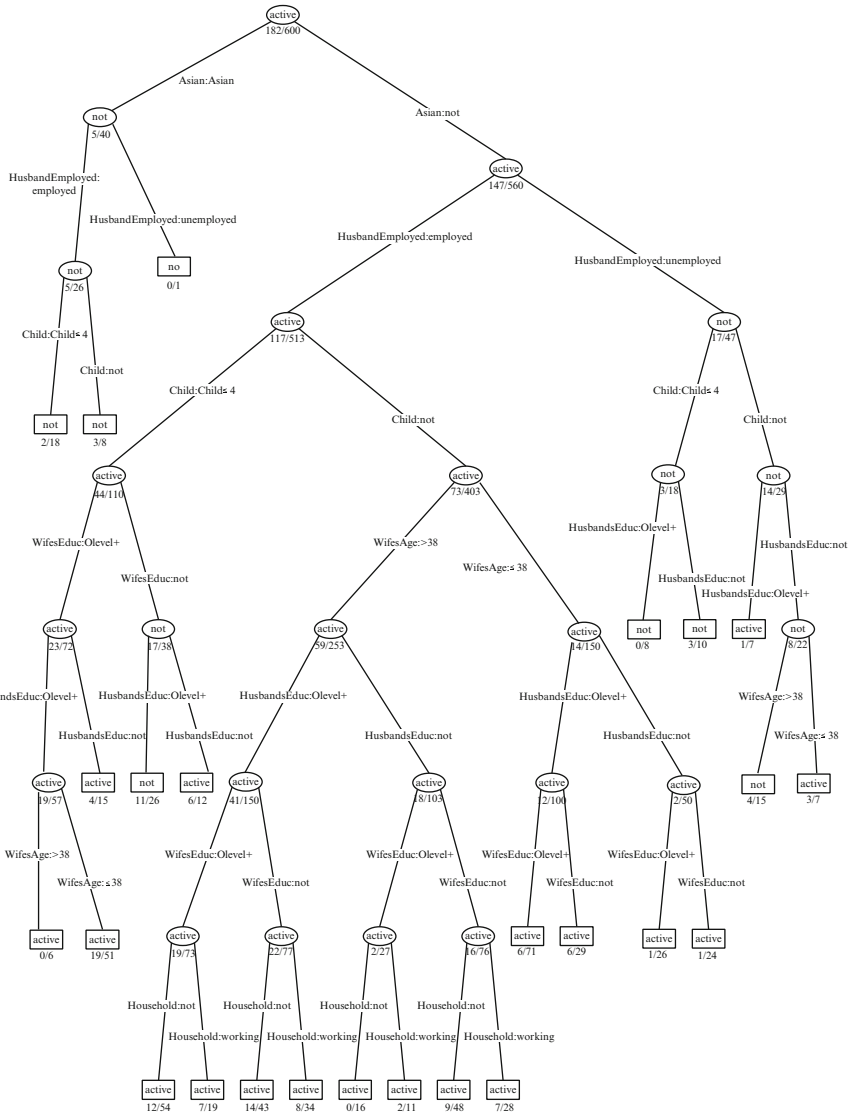 active
182/600
Asian:Asian
Asian:not
not
5/40
active
147/560
HusbandEmployed:
employed
HusbandEmployed:unemployed
HusbandEmployed:employed
HusbandEmployed:unemployed
not
5/26
no
0/1
active
117/513
not
17/47
Child:Child≤ 4
Child:not
Child:Child≤ 4
Child:not
Child:Child≤ 4
Child:not
not
2/18
not
3/8
active
44/110
active
73/403
not
3/18
not
14/29
WifesEduc:Olevel+
WifesEduc:not
WifesAge:>38
WifesAge:≤ 38
HusbandsEduc:Olevel+
HusbandsEduc:not
HusbandsEduc:Olevel+
HusbandsEduc:not
active
23/72
not
17/38
active
59/253
active
14/150
not
0/8
not
3/10
active
1/7
not
8/22
ndsEduc:Olevel+
HusbandsEduc:not
HusbandsEduc:Olevel+
HusbandsEduc:not
HusbandsEduc:Olevel+
HusbandsEduc:not
HusbandsEduc:Olevel+
HusbandsEduc:not
WifesAge:>38
WifesAge:≤ 38
active
19/57
active
4/15
not
11/26
active
6/12
active
41/150
active
18/103
active
12/100
active
2/50
not
4/15
active
3/7
WifesAge:>38
WifesAge:≤38
WifesEduc:Olevel+
WifesEduc:not
WifesEduc:Olevel+
WifesEduc:not
WifesEduc:Olevel+
WifesEduc:not
WifesEduc:Olevel+
WifesEduc:not
active
0/6
active
19/51
active
19/73
active
22/77
active
2/27
active
16/76
active
6/71
active
6/29
active
1/26
active
1/24
Household:not
Household:working
Household:not
Household:working
Household:not
Household:working
Household:not
Household:working
active
12/54
active
7/19
active
14/43
active
8/34
active
0/16
active
2/11
active
9/48
active
7/28